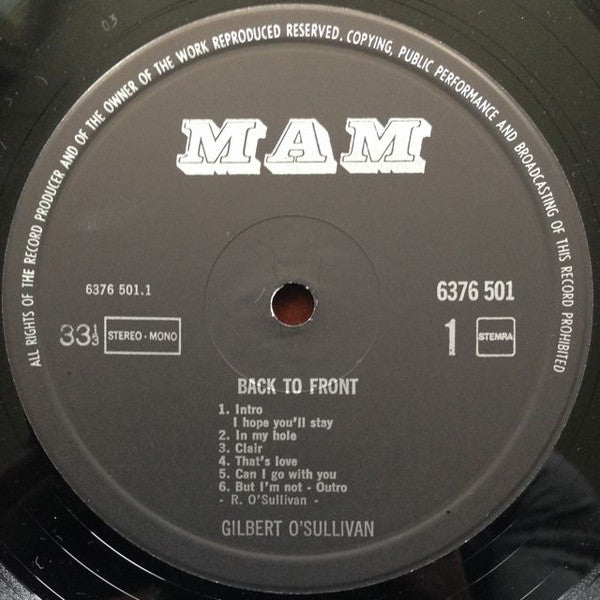 ALL RIGHTS OF THE RECORD PRODUCER AND OF THE OWNER OF THE WORK REPRODUCED RESERVED. COPYING, PUBLIC PERFORMANCE AND BROADCASTING OF THIS RECORD PROHIBITED
MAM
6376 501.1
6376 501
33⅓ STEREO - MONO
1 STEMRA
BACK TO FRONT
1. Intro
I hope you'll stay
2. In my hole
3. Clair
4. That's love
5. Can I go with you
6. But I'm not - Outro
- R. O'Sullivan -
GILBERT O'SULLIVAN